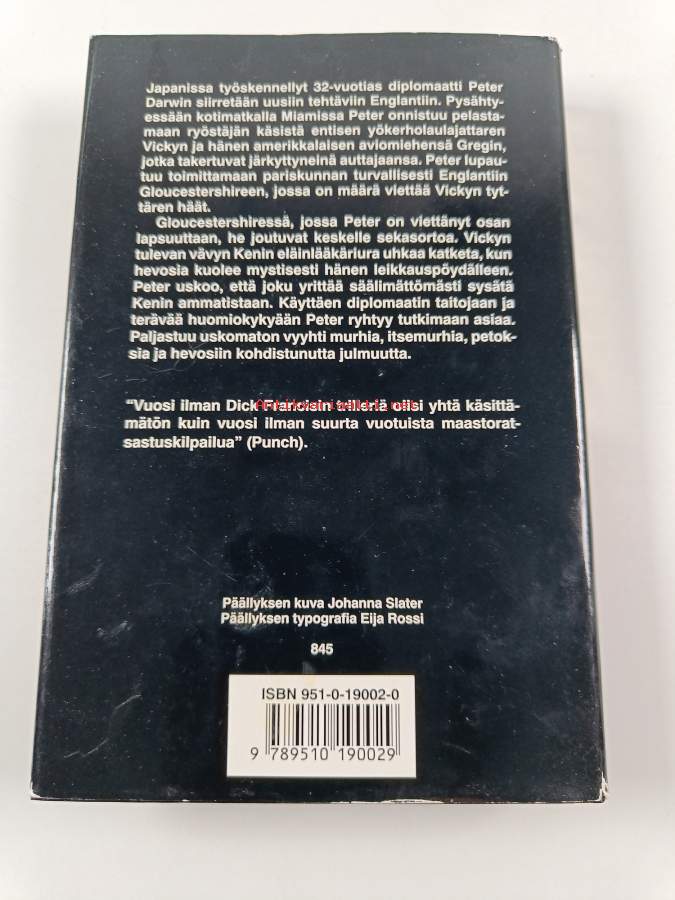 Japanissa työskennellyt 32-vuotias diplomaatti Peter
Darwin siirretään uusiin tehtäviin Englantiin. Pysähty-
essään kotimatkalla Miamissa Peter onnistuu pelasta-
maan ryöstäjän käsistä entisen yökerholaulajattaren
Vickyn ja hänen amerikkalaisen aviomiehensä Gregin,
jotka takertuvat järkyttyneinä auttajaansa. Peter lupau-
tuu toimittamaan pariskunnan turvallisesti Englantiin
Gloucestershireen, jossa on määrä viettää Vickyn tyt-
tären häät.
Gloucestershiressä, jossa Peter on viettänyt osan
lapsuuttaan, he joutuvat keskelle sekasortoa. Vickyn
tulevan vävyn Kenin eläinlääkäriura uhkaa katketa, kun
hevosia kuolee mystisesti hänen leikkauspöydälleen.
Peter uskoo, että joku yrittää säälimättömästi sysätä
Kenin ammatistaan. Käyttäen diplomaatin taitojaan ja
terävää huomiokykyään Peter ryhtyy tutkimaan asiaa.
Paljastuu uskomaton vyyhti murhia, itsemurhia, petok-
sia ja hevosiin kohdistunutta julmuutta.
"Vuosi ilman Dick Francisin olisi yhtä käsittä-
mätön kuin vuosi ilman suurta vuotuista maastorat-
sastuskilpailua" (Punch).
Päällyksen kuva Johanna Slater
Päällyksen typografia Eija Rossi
845
ISBN 951-0-19002-0
9 789510 190029